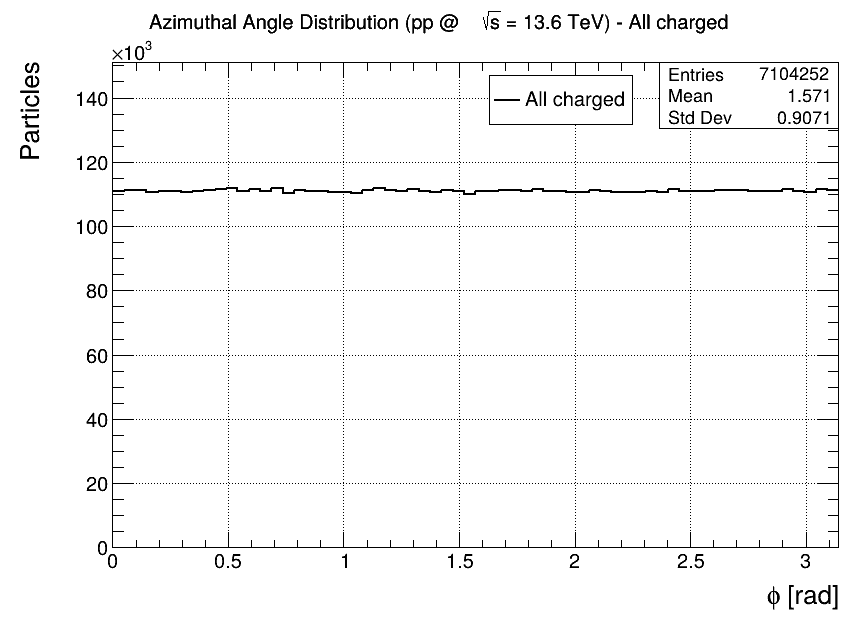 Azimuthal Angle Distribution (pp @ √s = 13.6 TeV) - All charged
×10³
Particles
Entries 7104252
Mean 1.571
Std Dev 0.9071
All charged
140
120
100
80
60
40
20
0
0 0.5 1 1.5 2 2.5 3
ϕ [rad]